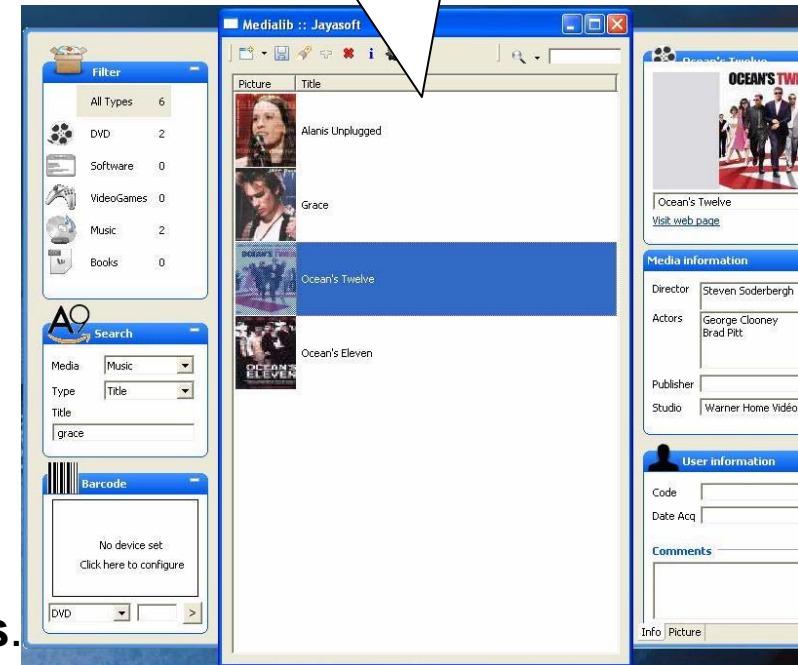 Medialib :: Jayasoft
Filter
All Types 6
DVD 2
Software 0
VideoGames 0
Music 2
Books 0
A9
Search
Media Music
Type Title
Title
grace
Barcode
No device set
Click here to configure
DVD >
Picture Title
Alanis Unplugged
Grace
Ocean's Twelve
OCEAN'S ELEVEN
Ocean's Eleven
Ocean's Twelve
OCEAN'S TWE
Ocean's Twelve
Visit web page
Media information
Director Steven Soderbergh
Actors George Clooney
Brad Pitt
Publisher
Studio Warner Home Vidéo
User information
Code
Date Acq
Comments
Info Picture
s.